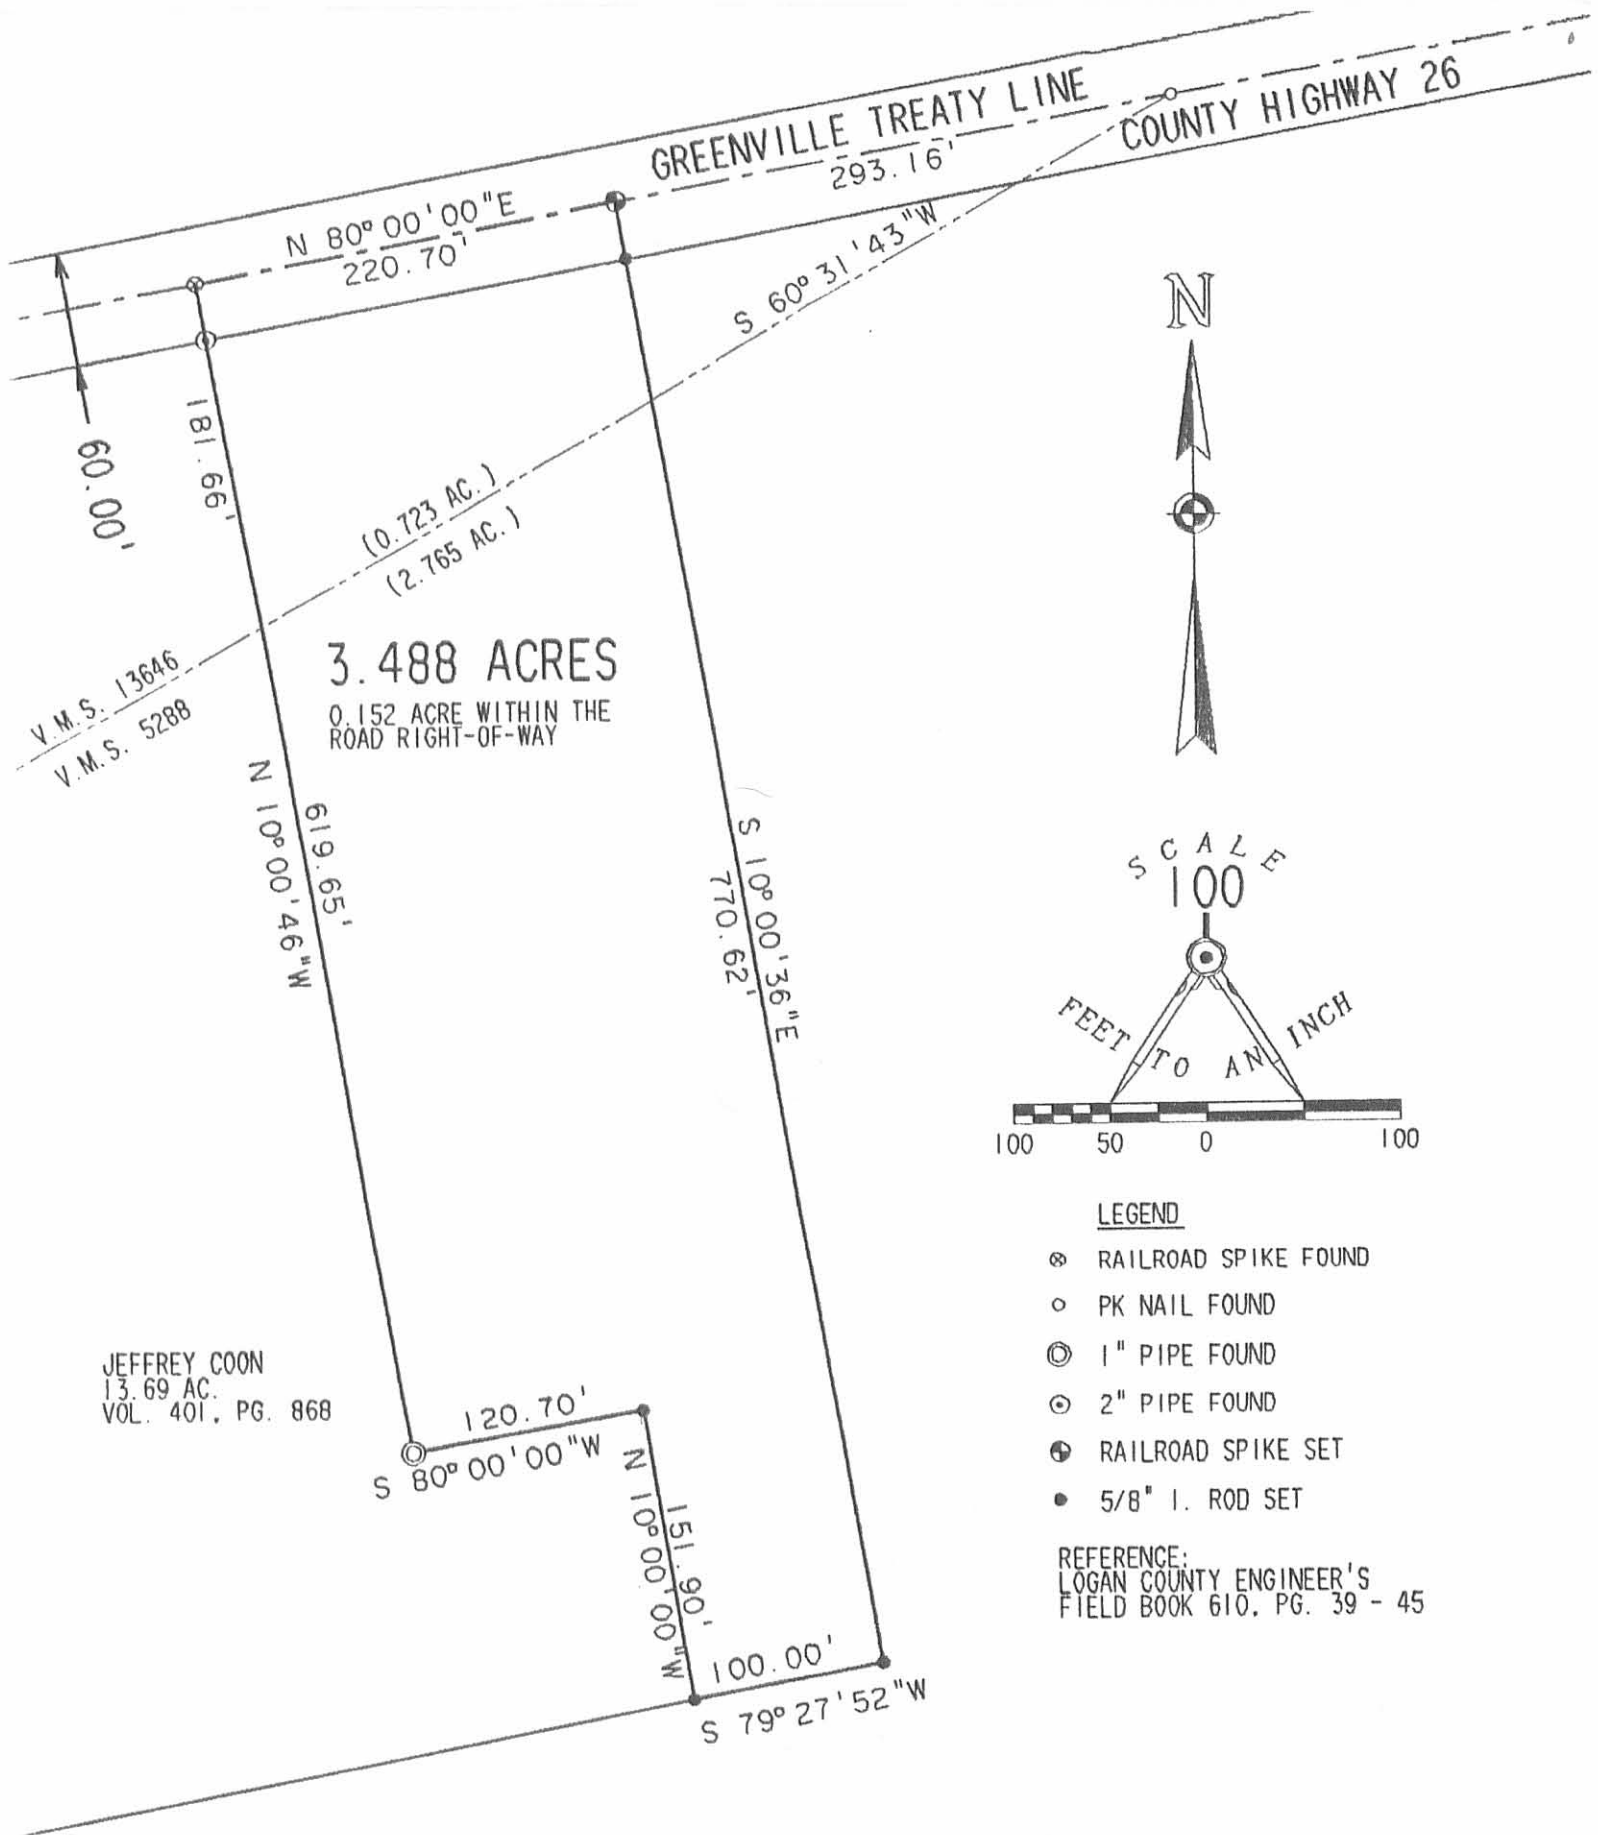 GREENVILLE TREATY LINE
293.16'
COUNTY HIGHWAY 26
N 80°00'00"E
220.70'
S 60°31'43"W
N
60.00'
181.66'
(0.723 AC.)
(2.765 AC.)
3.488 ACRES
0.152 ACRE WITHIN THE
ROAD RIGHT-OF-WAY
V.M.S. 13646
V.M.S. 5288
619.65'
N 10°00'46"W
S 10°00'36"E
770.62'
SCALE
100
FEET TO AN INCH
100 50 0 100
LEGEND
RAILROAD SPIKE FOUND
PK NAIL FOUND
1" PIPE FOUND
2" PIPE FOUND
RAILROAD SPIKE SET
5/8" I. ROD SET
REFERENCE:
LOGAN COUNTY ENGINEER'S
FIELD BOOK 610, PG. 39 - 45
JEFFREY COON
13.69 AC.
VOL. 401, PG. 868
120.70'
S 80°00'00"W
151.90'
N 10°00'00"W
100.00'
S 79°27'52"W